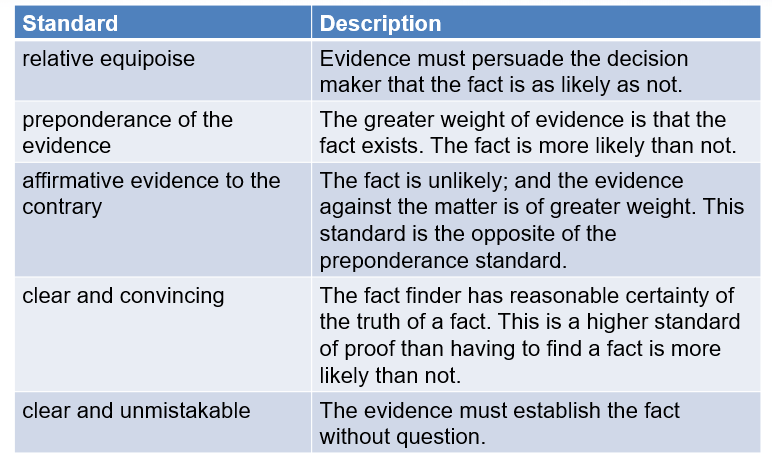 Standard
Description
relative equipoise
Evidence must persuade the decision
maker that the fact is as likely as not.
preponderance of the
evidence
The greater weight of evidence is that the
fact exists. The fact is more likely than not.
affirmative evidence to the
contrary
The fact is unlikely; and the evidence
against the matter is of greater weight. This
standard is the opposite of the
preponderance standard.
clear and convincing
The fact finder has reasonable certainty of
the truth of a fact. This is a higher standard
of proof than having to find a fact is more
likely than not.
clear and unmistakable
The evidence must establish the fact
without question.